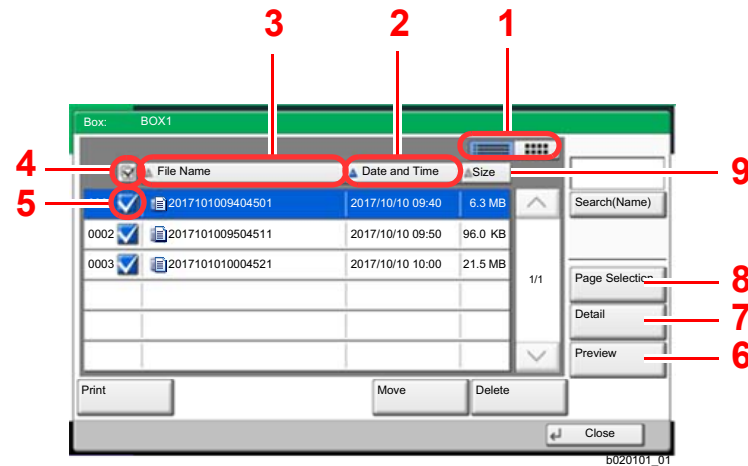 3 2 1
Box: BOX1
4 File Name Date and Time Size 9
5 2017101009404501 2017/10/10 09:40 6.3 MB Search(Name)
0002 2017101009504511 2017/10/10 09:50 96.0 KB
0003 2017101010004521 2017/10/10 10:00 21.5 MB
1/1 Page Selection 8
Detail 7
Preview 6
Print Move Delete
Close
b020101_01